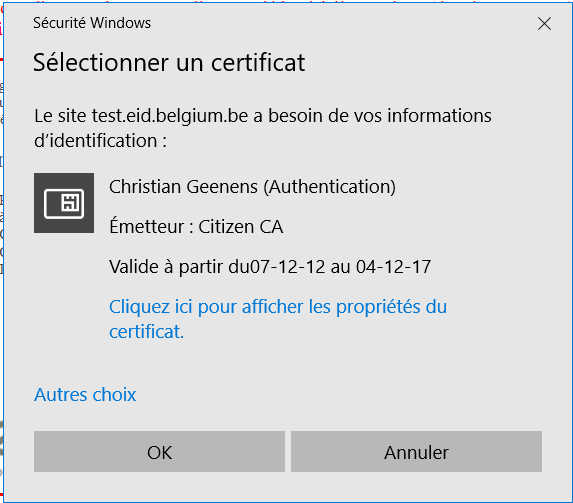 Sécurité Windows
Sélectionner un certificat
Le site test.eid.belgium.be a besoin de vos informations
d'identification :
Christian Geenens (Authentication)
Émetteur : Citizen CA
Valide à partir du07-12-12 au 04-12-17
Cliquez ici pour afficher les propriétés du
certificat.
Autres choix
OK
Annuler